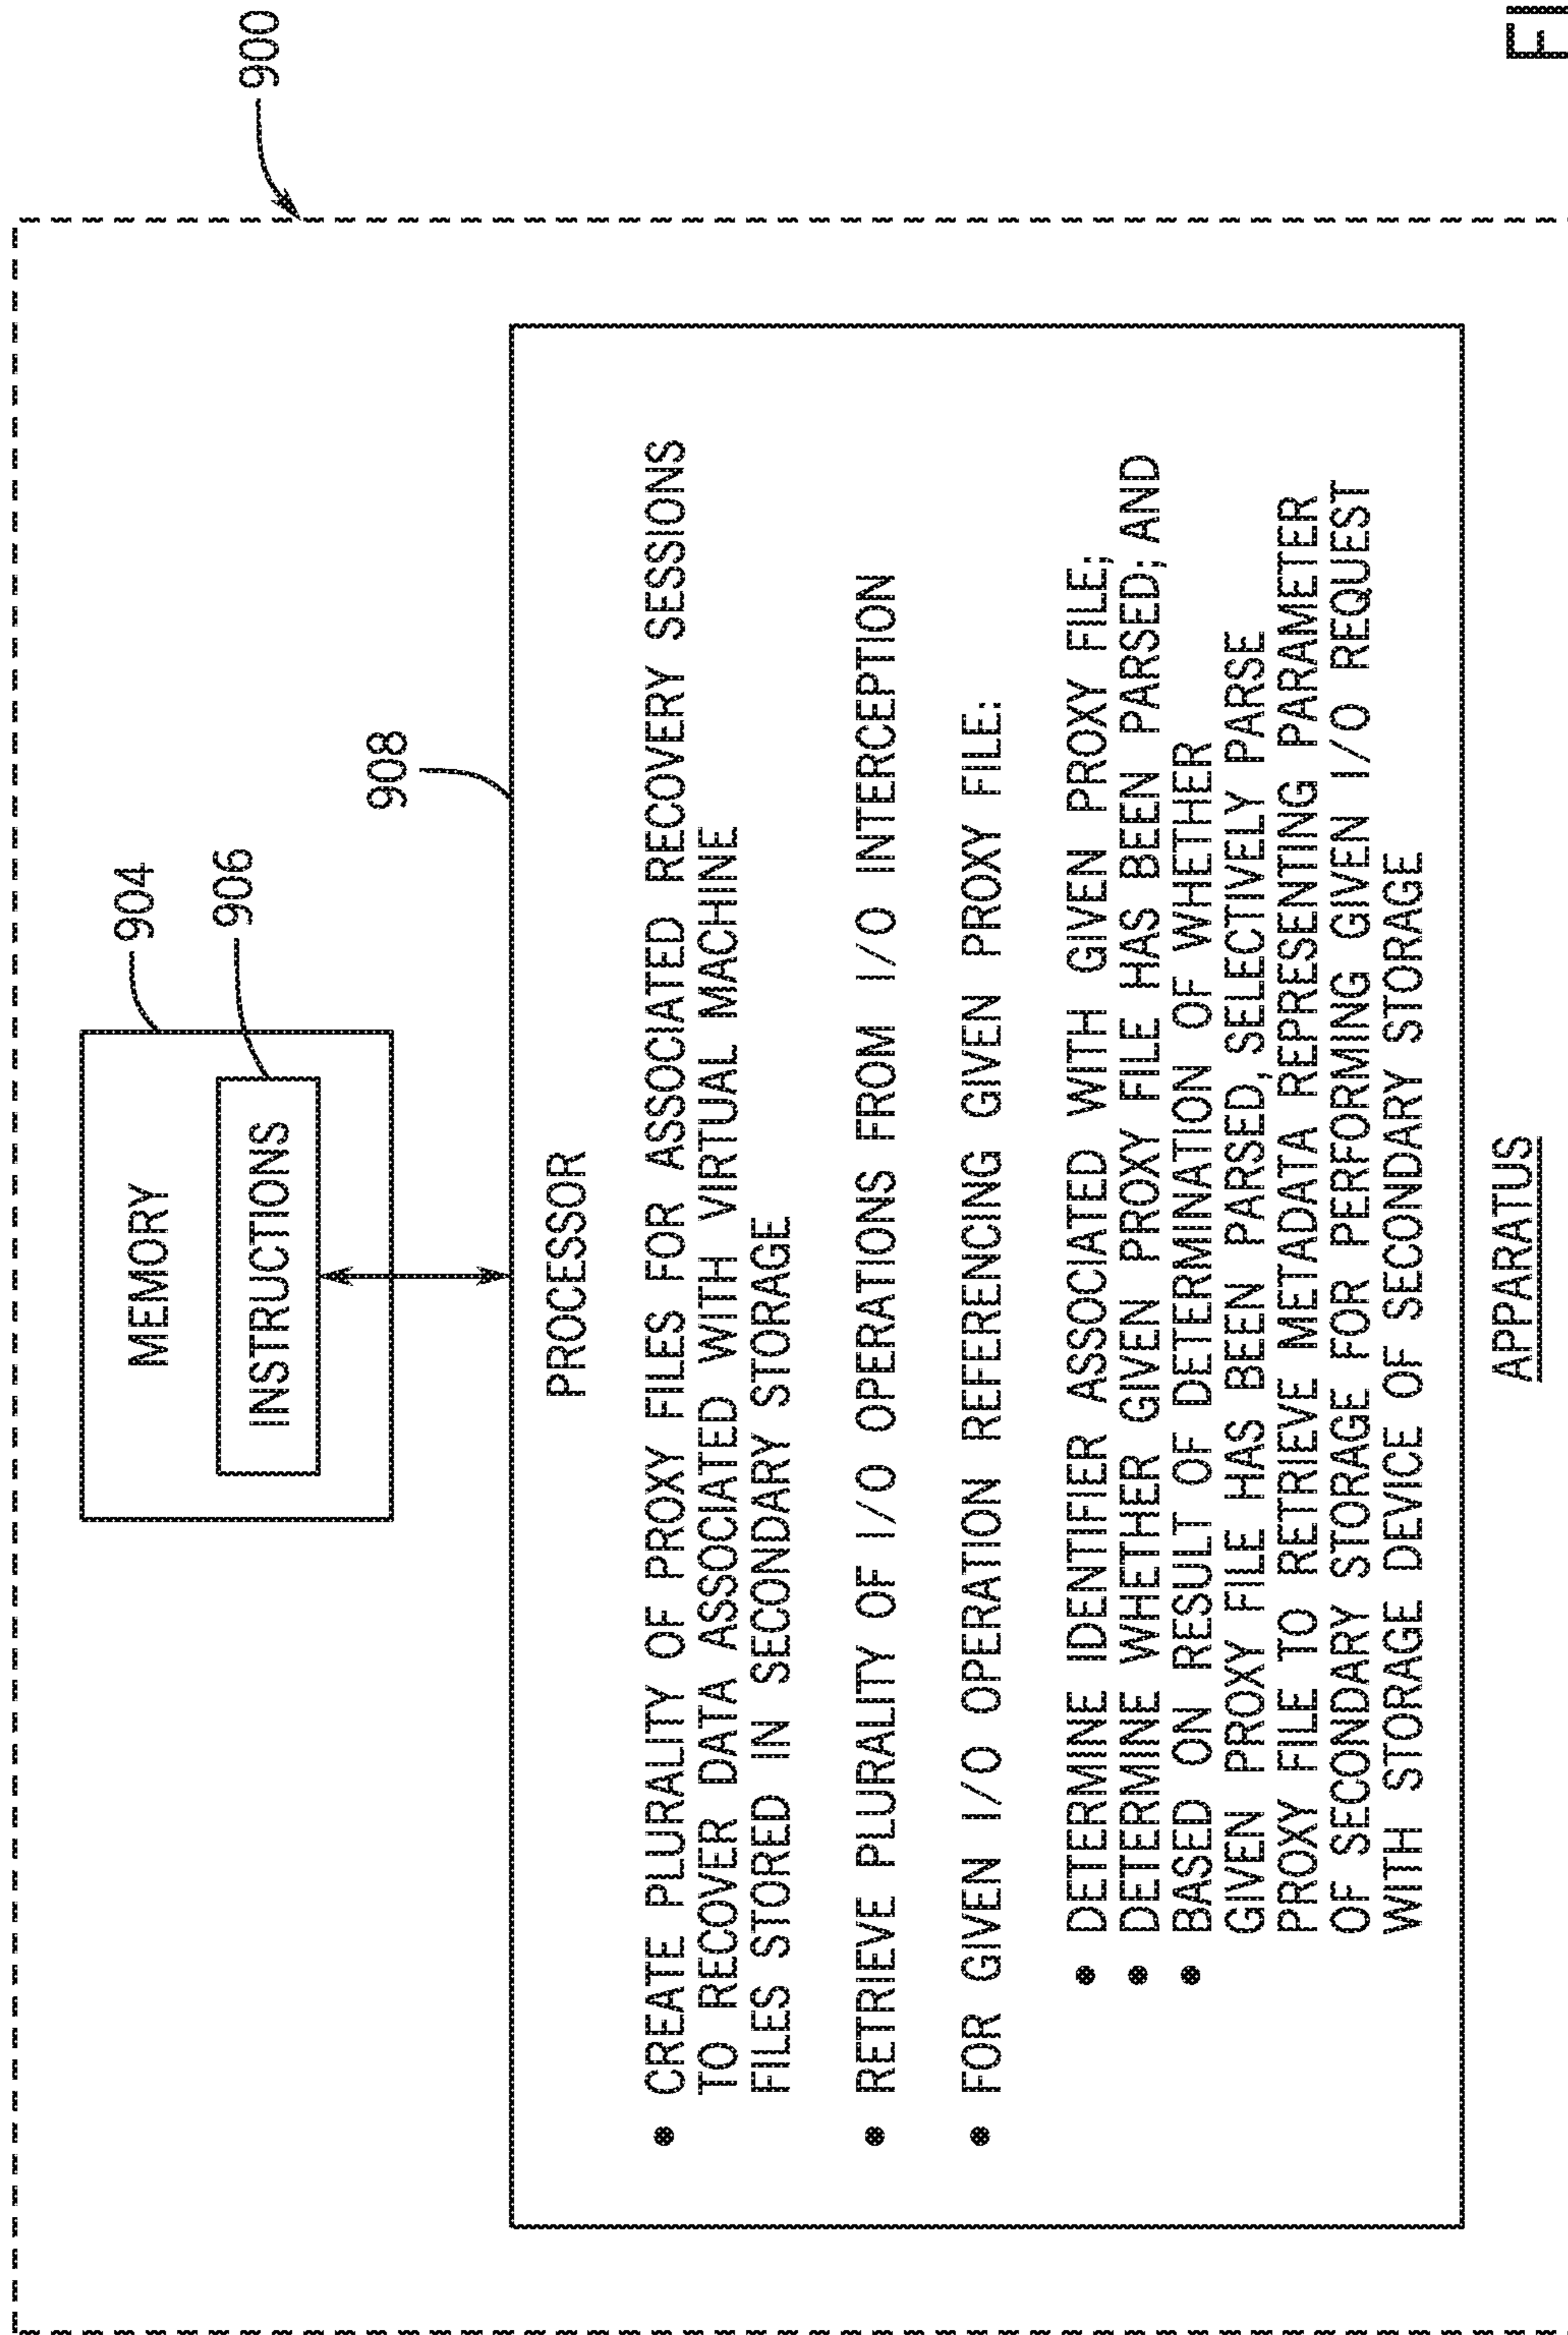 900
904
906
MEMORY
INSTRUCTIONS
908
PROCESSOR
• CREATE PLURALITY OF PROXY FILES FOR ASSOCIATED RECOVERY SESSIONS
TO RECOVER DATA ASSOCIATED WITH VIRTUAL MACHINE
FILES STORED IN SECONDARY STORAGE
• RETRIEVE PLURALITY OF I/O OPERATIONS FROM I/O INTERCEPTION
• FOR GIVEN I/O OPERATION REFERENCING GIVEN PROXY FILE:
• DETERMINE IDENTIFIER ASSOCIATED WITH GIVEN PROXY FILE;
• DETERMINE WHETHER GIVEN PROXY FILE HAS BEEN PARSED; AND
• BASED ON RESULT OF DETERMINATION OF WHETHER
GIVEN PROXY FILE HAS BEEN PARSED, SELECTIVELY PARSE
PROXY FILE TO RETRIEVE METADATA REPRESENTING PARAMETER
OF SECONDARY STORAGE FOR PERFORMING GIVEN I/O REQUEST
WITH STORAGE DEVICE OF SECONDARY STORAGE
APPARATUS